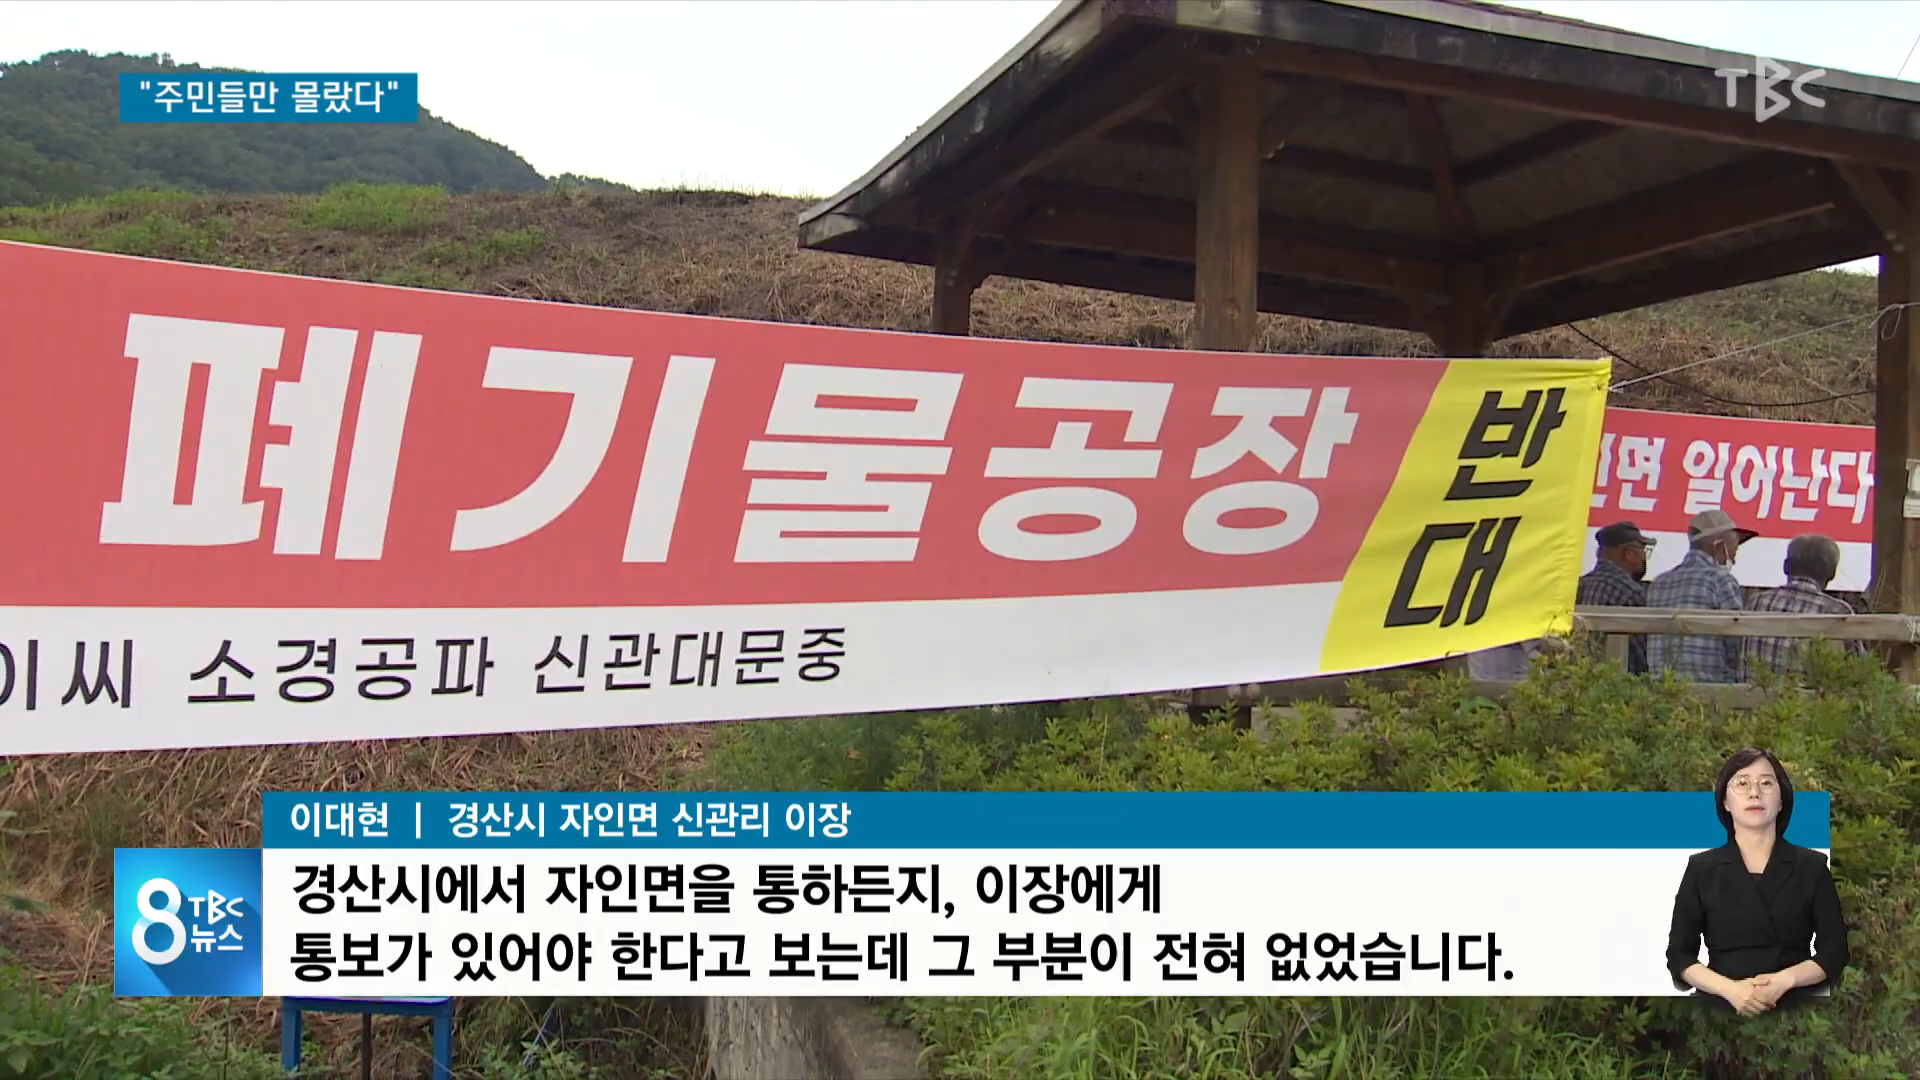 "주민들만 몰랐다"
TBC
폐기물공장
반대
인면 일어난다
이씨 소경공파 신관대문중
이대현 | 경산시 자인면 신관리 이장
8 TBC 뉴스
경산시에서 자인면을 통하든지, 이장에게
통보가 있어야 한다고 보는데 그 부분이 전혀 없었습니다.